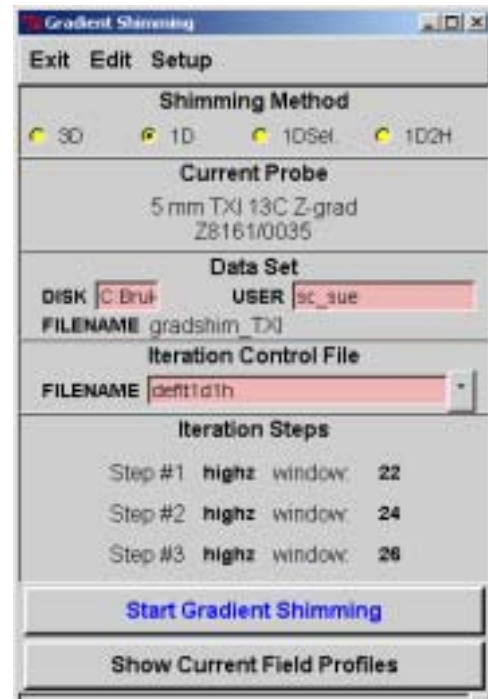 Gradient Shimming
Exit Edit Setup
Shimming Method
3D 1D 1DSel. 1D2H
Current Probe
5 mm TXI 13C Z-grad
Z8161/0035
Data Set
DISK C:Bruk USER sc_sue
FILENAME gradshim_TXI
Iteration Control File
FILENAME defit1d1h
Iteration Steps
Step #1 highz window: 22
Step #2 highz window: 24
Step #3 highz window: 26
Start Gradient Shimming
Show Current Field Profiles